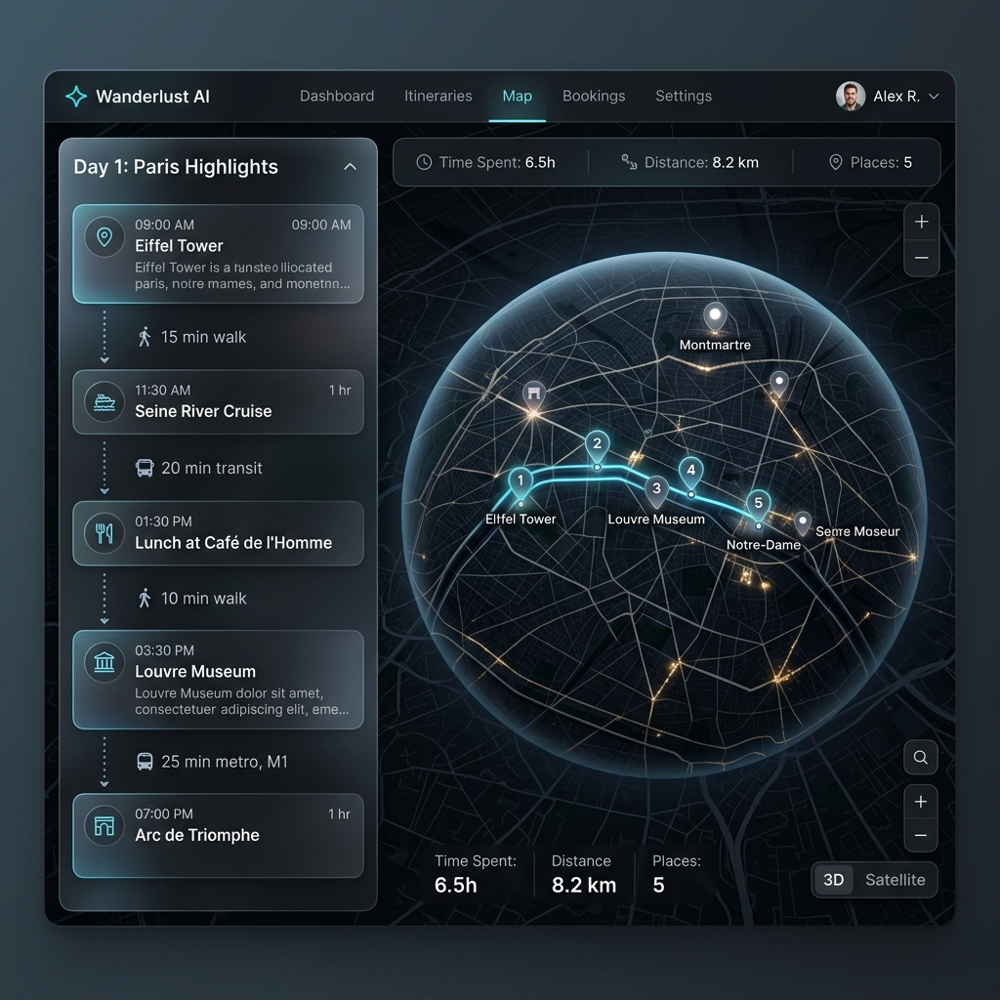 Wanderlust AI
Dashboard
Itineraries
Map
Bookings
Settings
Alex R.
Day 1: Paris Highlights
09:00 AM
09:00 AM
Eiffel Tower
Eiffel Tower is a
paris, notre mames, and
15 min walk
11:30 AM
1 hr
Seine River Cruise
20 min transit
01:30 PM
Lunch at Café de l'Homme
10 min walk
03:30 PM
Louvre Museum
Louvre Museum dolor sit amet,
consectetuer adipiscing elit, eme...
25 min metro, M1
07:00 PM
1 hr
Arc de Triomphe
Time Spent: 6.5h
Distance: 8.2 km
Places: 5
+
−
Montmartre
2
1
4
3
5
Eiffel Tower
Louvre Museum
Notre-Dame
+
−
Time Spent:
6.5h
Distance
8.2 km
Places:
5
3D
Satellite